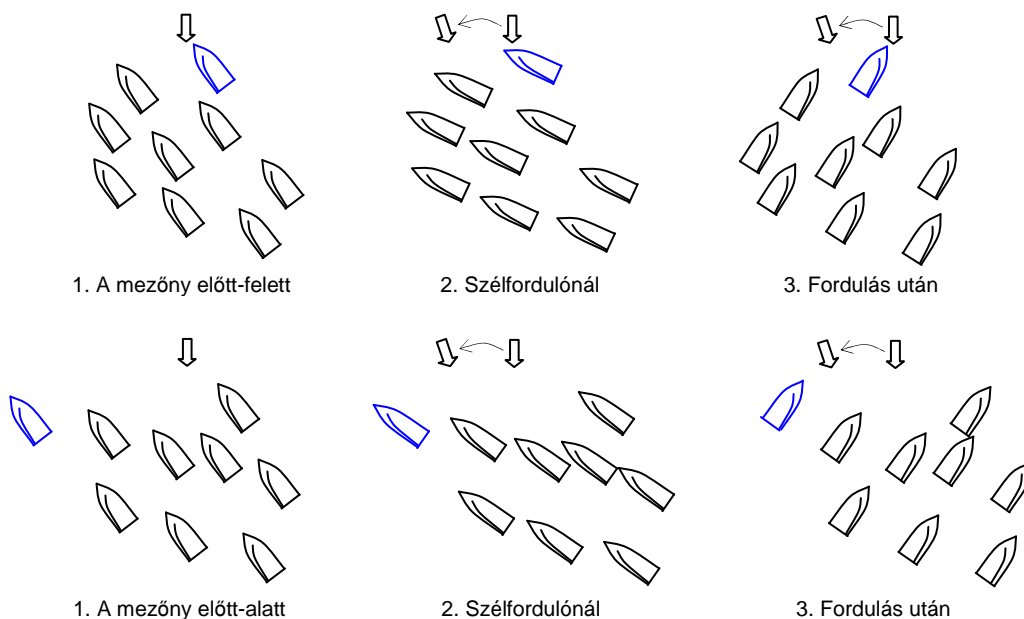 1. A mezőny előtt-felett
2. Szélfordulónál
3. Fordulás után
1. A mezőny előtt-alatt
2. Szélfordulónál
3. Fordulás után